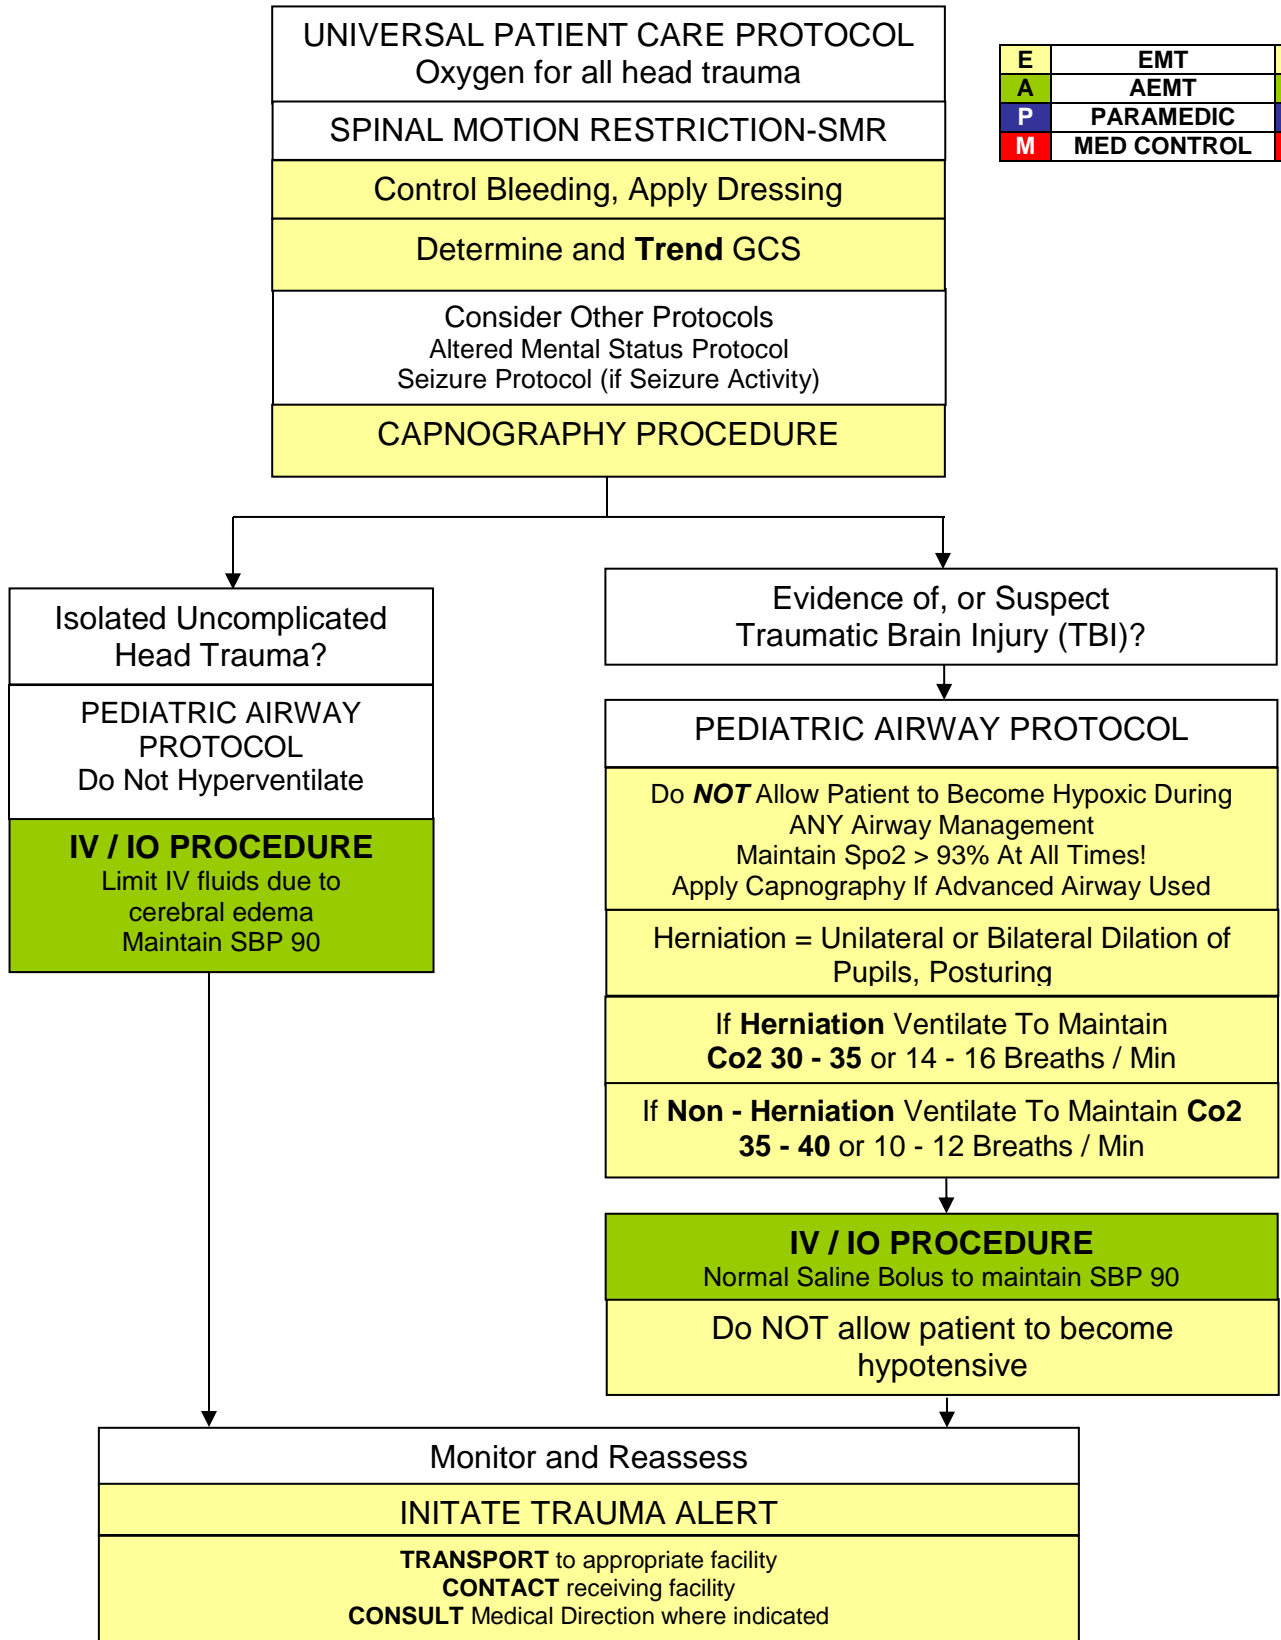 UNIVERSAL PATIENT CARE PROTOCOL
Oxygen for all head trauma
E EMT
A AEMT
P PARAMEDIC
M MED CONTROL
SPINAL MOTION RESTRICTION-SMR
Control Bleeding, Apply Dressing
Determine and Trend GCS
Consider Other Protocols
Altered Mental Status Protocol
Seizure Protocol (if Seizure Activity)
CAPNOGRAPHY PROCEDURE
Isolated Uncomplicated
Head Trauma?
PEDIATRIC AIRWAY
PROTOCOL
Do Not Hyperventilate
IV / IO PROCEDURE
Limit IV fluids due to
cerebral edema
Maintain SBP 90
Evidence of, or Suspect
Traumatic Brain Injury (TBI)?
PEDIATRIC AIRWAY PROTOCOL
Do NOT Allow Patient to Become Hypoxic During
ANY Airway Management
Maintain Spo2 > 93% At All Times!
Apply Capnography If Advanced Airway Used
Herniation = Unilateral or Bilateral Dilation of
Pupils, Posturing
If Herniation Ventilate To Maintain
Co2 30 - 35 or 14 - 16 Breaths / Min
If Non - Herniation Ventilate To Maintain Co2
35 - 40 or 10 - 12 Breaths / Min
IV / IO PROCEDURE
Normal Saline Bolus to maintain SBP 90
Do NOT allow patient to become
hypotensive
Monitor and Reassess
INITATE TRAUMA ALERT
TRANSPORT to appropriate facility
CONTACT receiving facility
CONSULT Medical Direction where indicated